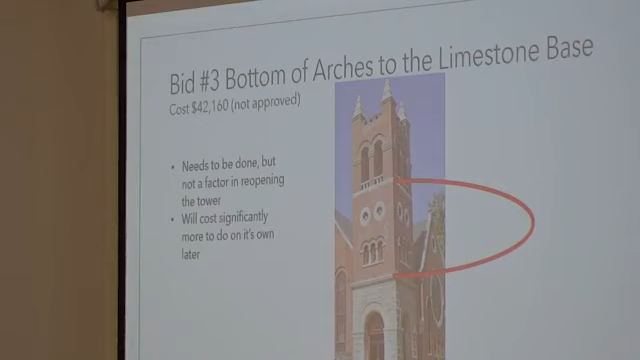 Bid #3 Bottom of Arches to the Limestone Base
Cost $42,160 (not approved)
• Needs to be done, but
not a factor in reopening
the tower
• Will cost significantly
more to do on it's own
later